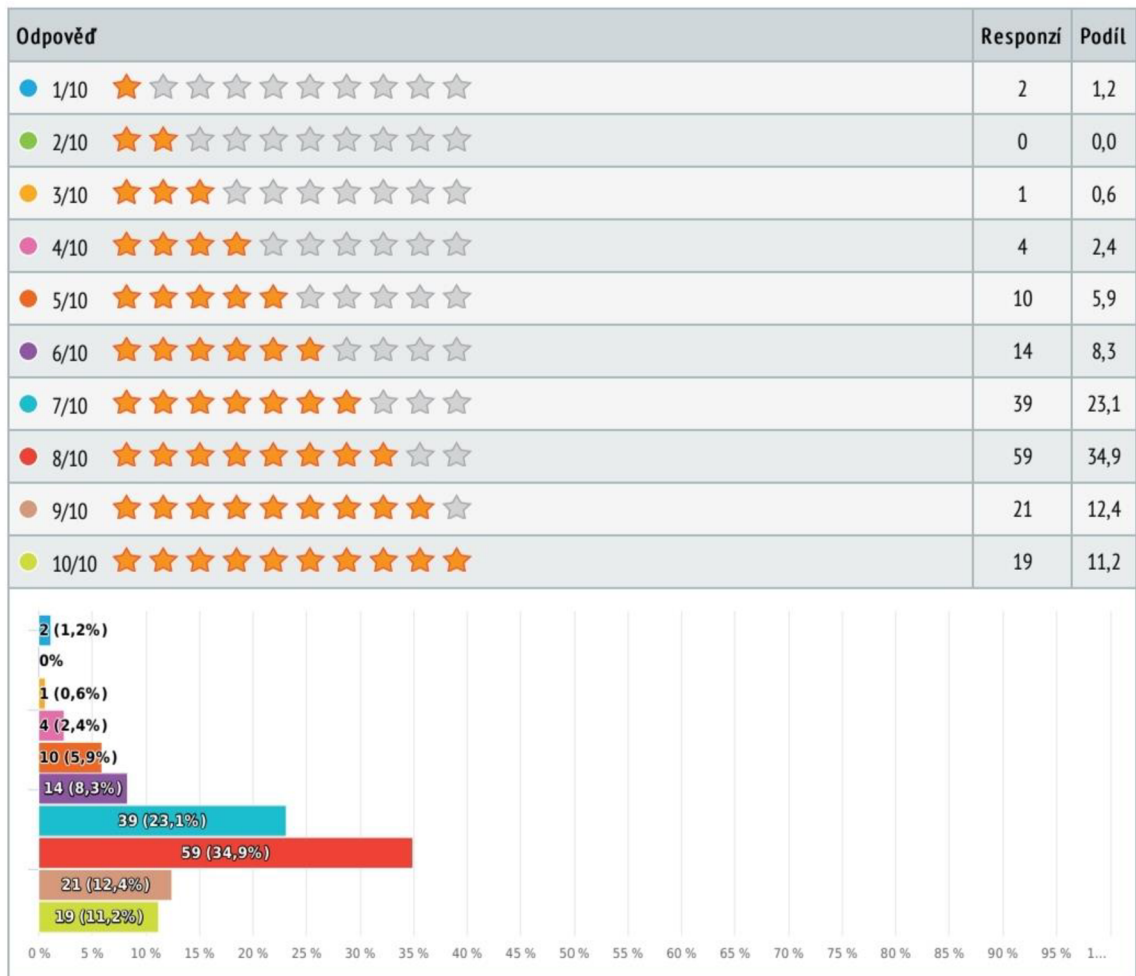 Odpověď Responzí Podíl
1/10 2 1,2
2/10 0 0,0
3/10 1 0,6
4/10 4 2,4
5/10 10 5,9
6/10 14 8,3
7/10 39 23,1
8/10 59 34,9
9/10 21 12,4
10/10 19 11,2
2 (1,2%)
0%
1 (0,6%)
4 (2,4%)
10 (5,9%)
14 (8,3%)
39 (23,1%)
59 (34,9%)
21 (12,4%)
19 (11,2%)
0 % 5 % 10 % 15 % 20 % 25 % 30 % 35 % 40 % 45 % 50 % 55 % 60 % 65 % 70 % 75 % 80 % 85 % 90 % 95 % 1...